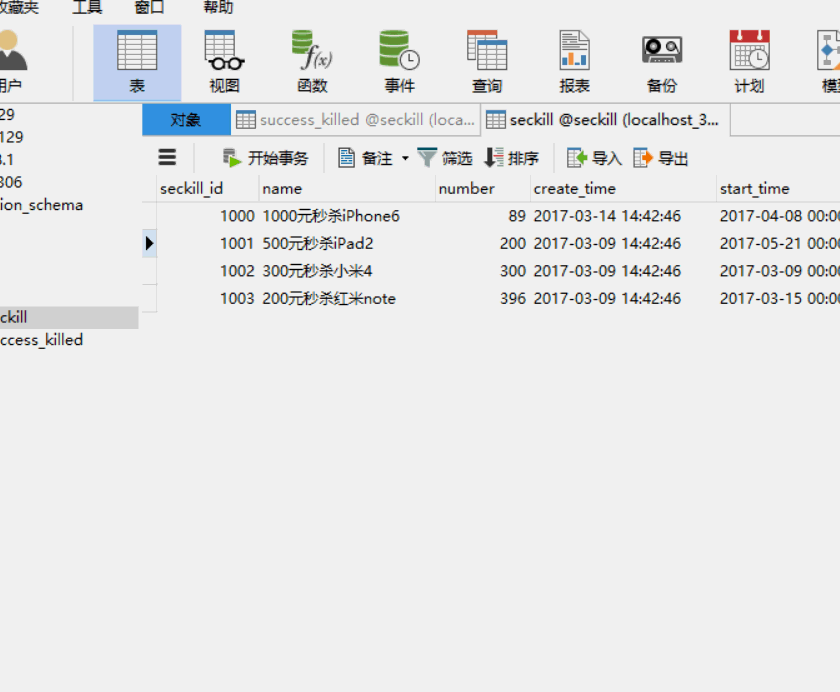 收藏夹 工具 窗口 帮助
用户 表 视图 函数 事件 查询 报表 备份 计划 模型
对象 success_killed @seckill (loca... seckill @seckill (localhost_3...
开始事务 备注 筛选 排序 导入 导出
29
129
3.1
306
ion_schema
ckill
ccess_killed
seckill_id name number create_time start_time
1000 1000元秒杀iPhone6 89 2017-03-14 14:42:46 2017-04-08 00:00
1001 500元秒杀iPad2 200 2017-03-09 14:42:46 2017-05-21 00:00
1002 300元秒杀小米4 300 2017-03-09 14:42:46 2017-03-09 00:00
1003 200元秒杀红米note 396 2017-03-09 14:42:46 2017-03-15 00:00